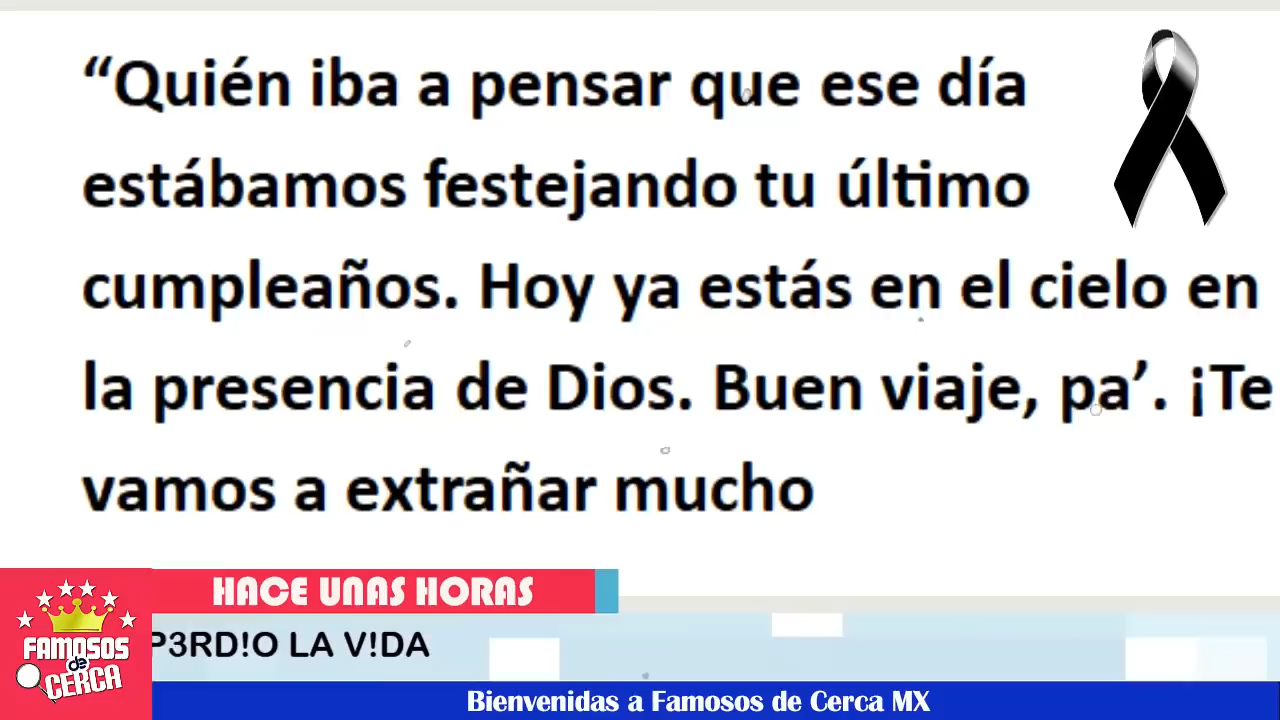 “Quién iba a pensar que ese día
estábamos festejando tu último
cumpleaños. Hoy ya estás en el cielo en
la presencia de Dios. Buen viaje, pa’. ¡Te
vamos a extrañar mucho
HACE UNAS HORAS
P3RD!O LA V!DA
FAMOSOS
de
CERCA
Bienvenidas a Famosos de Cerca MX